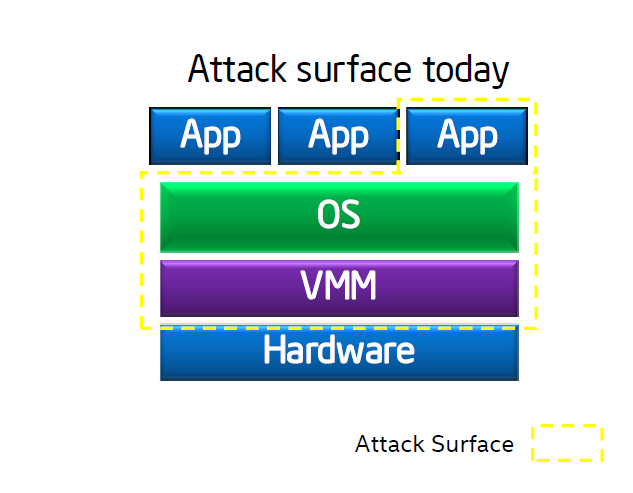 Attack surface today
App App App
OS
VMM
Hardware
Attack Surface